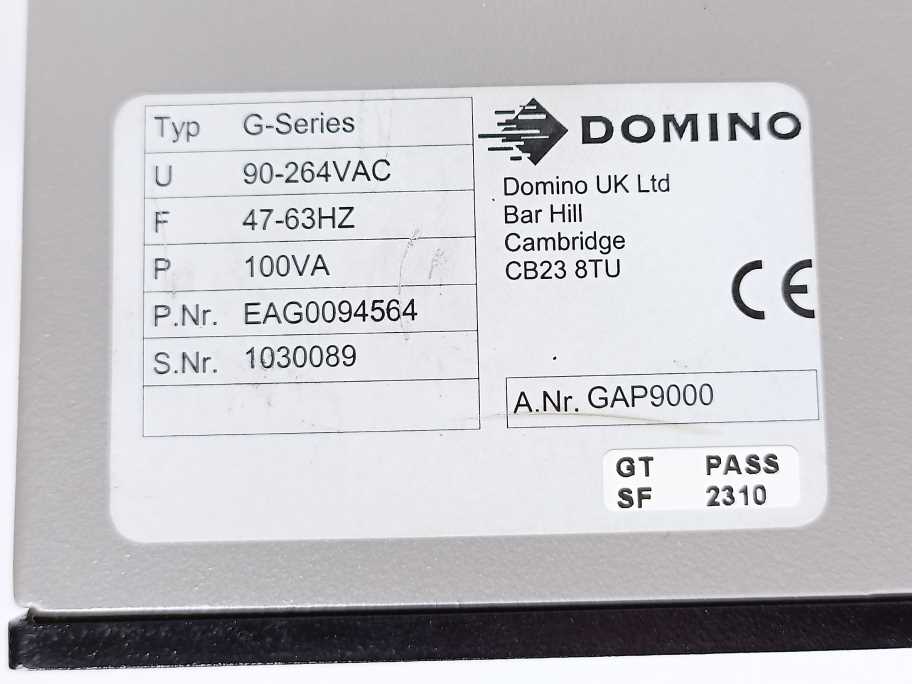 Typ G-Series
U 90-264VAC
F 47-63HZ
P 100VA
P.Nr. EAG0094564
S.Nr. 1030089
DOMINO
Domino UK Ltd
Bar Hill
Cambridge
CB23 8TU
CE
A.Nr. GAP9000
GT PASS
SF 2310